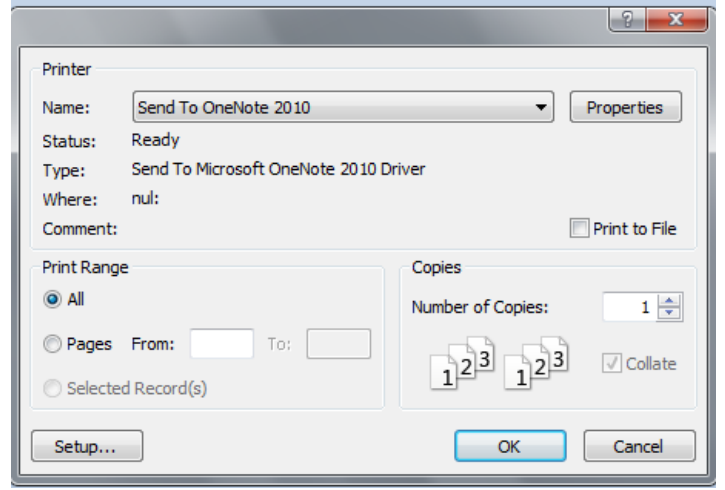 ?
X
Printer
Name: Send To OneNote 2010 Properties
Status: Ready
Type: Send To Microsoft OneNote 2010 Driver
Where: nul:
Comment: Print to File
Print Range
All
Pages From: To:
Selected Record(s)
Copies
Number of Copies: 1
1 2 3 1 2 3 Collate
Setup... OK Cancel